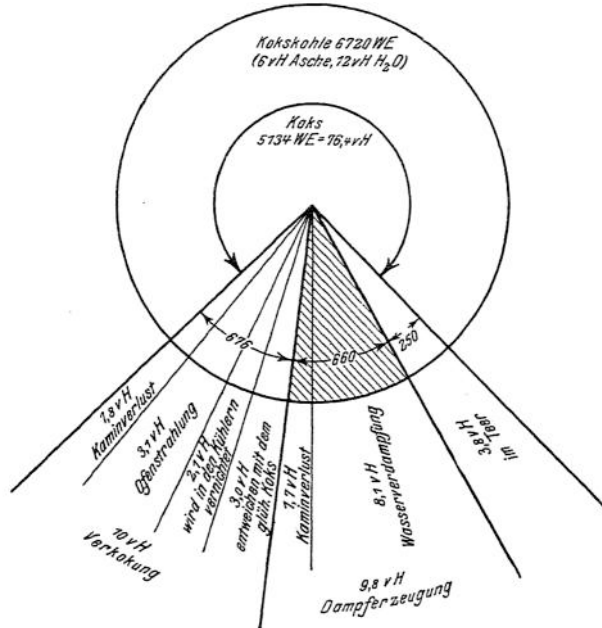 Kokskohle 6720 WE
(6 vH Asche, 12 vH H₂O)
Koks
5134 WE = 76,4 vH
676
660
250
1,8 vH
Kaminverlust
3,1 vH
Ofenstrahlung
2,1 vH
wird in den Kühlern
vernichtet
3,0 vH
entweichen mit dem
glüh. Koks
1,7 vH
Kaminverlust
8,1 vH
Wasserverdampfung
3,8 vH
im Teer
10 vH
Verkokung
9,8 vH
Dampferzeugung